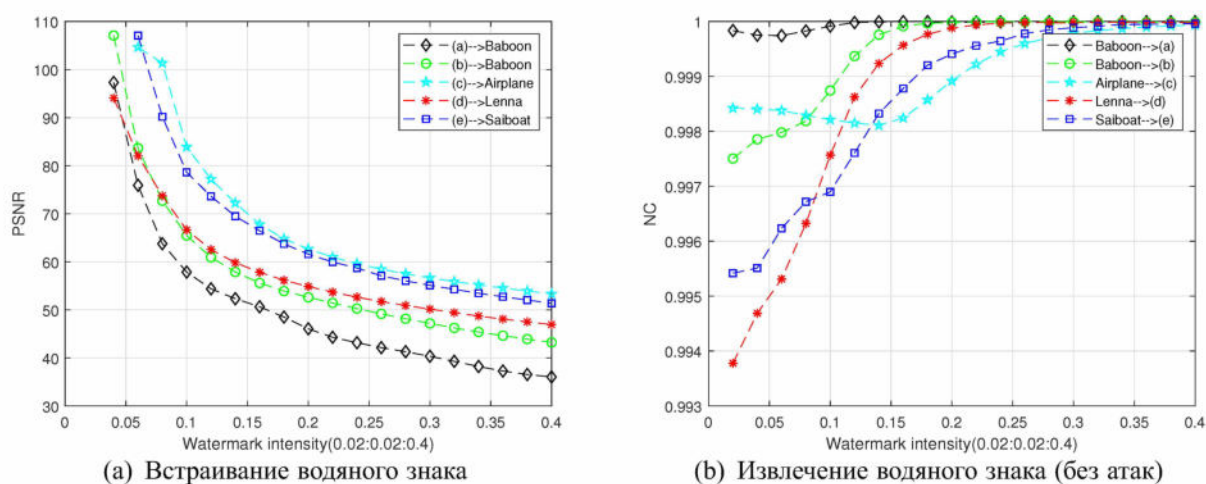 110
100
90
80
70
60
50
40
30
PSNR
(a)-->Baboon
(b)-->Baboon
(c)-->Airplane
(d)-->Lenna
(e)-->Saiboat
0 0.05 0.1 0.15 0.2 0.25 0.3 0.35 0.4
Watermark intensity(0.02:0.02:0.4)
(a) Встраивание водяного знака
1
0.999
0.998
0.997
0.996
0.995
0.994
0.993
NC
Baboon-->(a)
Baboon-->(b)
Airplane-->(c)
Lenna-->(d)
Saiboat-->(e)
0 0.05 0.1 0.15 0.2 0.25 0.3 0.35 0.4
Watermark intensity(0.02:0.02:0.4)
(b) Извлечение водяного знака (без атак)